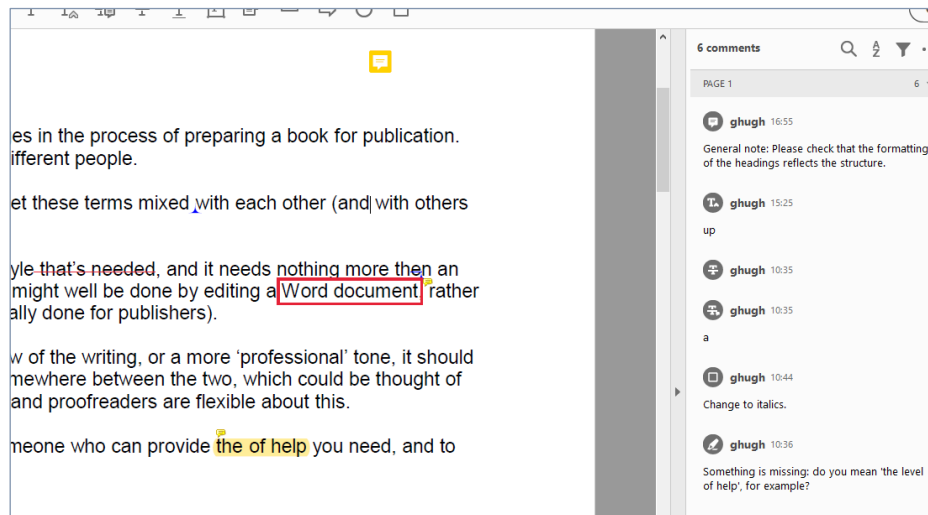 es in the process of preparing a book for publication.
ifferent people.
et these terms mixed with each other (and with others
yle that's needed, and it needs nothing more then an
might well be done by editing a Word document, rather
ally done for publishers).
w of the writing, or a more ‘professional’ tone, it should
mewhere between the two, which could be thought of
and proofreaders are flexible about this.
meone who can provide the of help you need, and to
6 comments
PAGE 1 6
ghugh 16:55
General note: Please check that the formatting
of the headings reflects the structure.
ghugh 15:25
up
ghugh 10:35
ghugh 10:35
a
ghugh 10:44
Change to italics.
ghugh 10:36
Something is missing: do you mean 'the level
of help', for example?